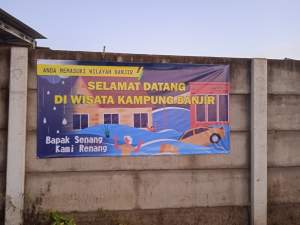 ANDA MEMASUKI WILAYAH BANJIR
SELAMAT DATANG
DI WISATA KAMPUNG BANJIR
Bapak Senang
Kami Renang